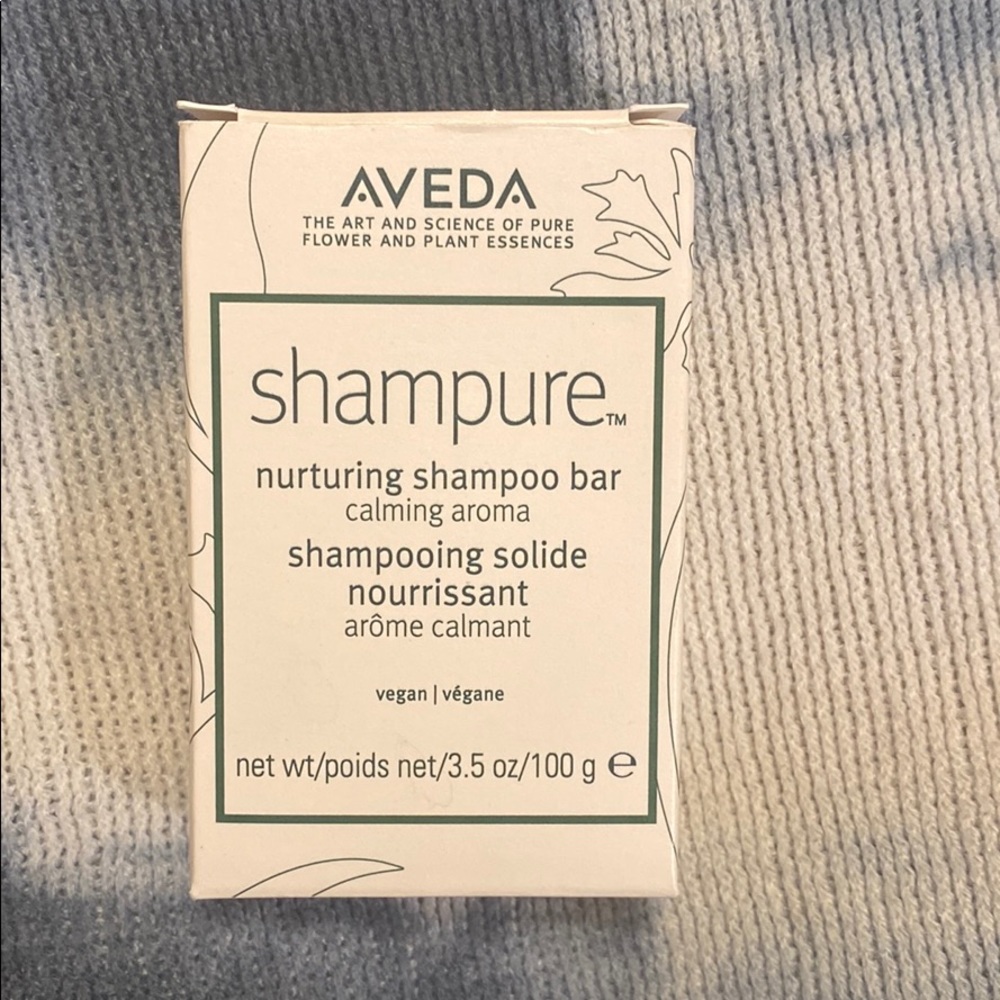 AVEDA
THE ART AND SCIENCE OF PURE
FLOWER AND PLANT ESSENCES
shampure™
nurturing shampoo bar
calming aroma
shampooing solide
nourrissant
arôme calmant
vegan | végane
net wt/poids net/3.5 oz/100 g ℮